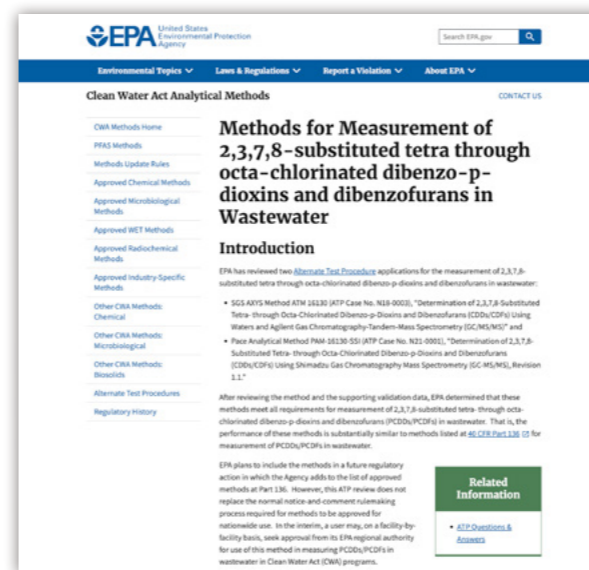 EPA
United States
Environmental Protection
Agency
Search EPA.gov
Environmental Topics
Laws & Regulations
Report a Violation
About EPA
Clean Water Act Analytical Methods
CONTACT US
CWA Methods Home
PFAS Methods
Methods Update Rules
Approved Chemical Methods
Approved Microbiological
Methods
Approved WET Methods
Approved Radiochemical
Methods
Approved Industry-Specific
Methods
Other CWA Methods:
Chemical
Other CWA Methods:
Microbiological
Other CWA Methods:
Biosolids
Alternate Test Procedures
Regulatory History
Methods for Measurement of
2,3,7,8-substituted tetra through
octa-chlorinated dibenzo-p-
dioxins and dibenzofurans in
Wastewater
Introduction
EPA has reviewed two Alternate Test Procedure applications for the measurement of 2,3,7,8-
substituted tetra through octa-chlorinated dibenzo-p-dioxins and dibenzofurans in wastewater:
• SGS AXYS Method ATM 16130 (ATP Case No. N18-0003), "Determination of 2,3,7,8-Substituted
Tetra- through Octa-Chlorinated Dibenzo-p-Dioxins and Dibenzofurans (CDDs/CDFs) Using
Waters and Agilent Gas Chromatography-Tandem-Mass Spectrometry (GC/MS/MS)" and
• Pace Analytical Method PAM-16130-SSI (ATP Case No. N21-0001), "Determination of 2,3,7,8-
Substituted Tetra- through Octa-Chlorinated Dibenzo-p-Dioxins and Dibenzofurans
(CDDs/CDFs) Using Shimadzu Gas Chromatography Mass Spectrometry (GC-MS/MS), Revision
1.1."
After reviewing the method and the supporting validation data, EPA determined that these
methods meet all requirements for measurement of 2,3,7,8-substituted tetra- through octa-
chlorinated dibenzo-p-dioxins and dibenzofurans (PCDDs/PCDFs) in wastewater. That is, the
performance of these methods is substantially similar to methods listed at 40 CFR Part 136 for
measurement of PCDDs/PCDFs in wastewater.
EPA plans to include the methods in a future regulatory
action in which the Agency adds to the list of approved
methods at Part 136. However, this ATP review does not
replace the normal notice-and-comment rulemaking
process required for methods to be approved for
nationwide use. In the interim, a user may, on a facility-by-
facility basis, seek approval from its EPA regional authority
for use of this method in measuring PCDDs/PCDFs in
wastewater in Clean Water Act (CWA) programs.
Related
Information
• ATP Questions &
Answers